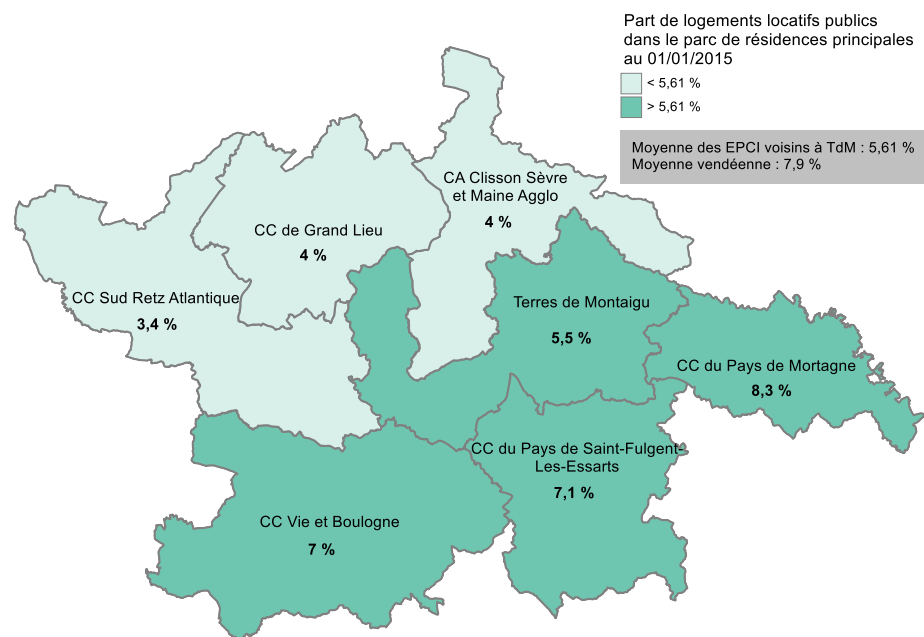 Part de logements locatifs publics
dans le parc de résidences principales
au 01/01/2015
< 5,61 %
> 5,61 %
Moyenne des EPCI voisins à TdM : 5,61 %
Moyenne vendéenne : 7,9 %
CA Clisson Sèvre
et Maine Agglo
4 %
CC de Grand Lieu
4 %
CC Sud Retz Atlantique
3,4 %
Terres de Montaigu
5,5 %
CC du Pays de Mortagne
8,3 %
CC du Pays de Saint-Fulgent-
Les-Essarts
7,1 %
CC Vie et Boulogne
7 %